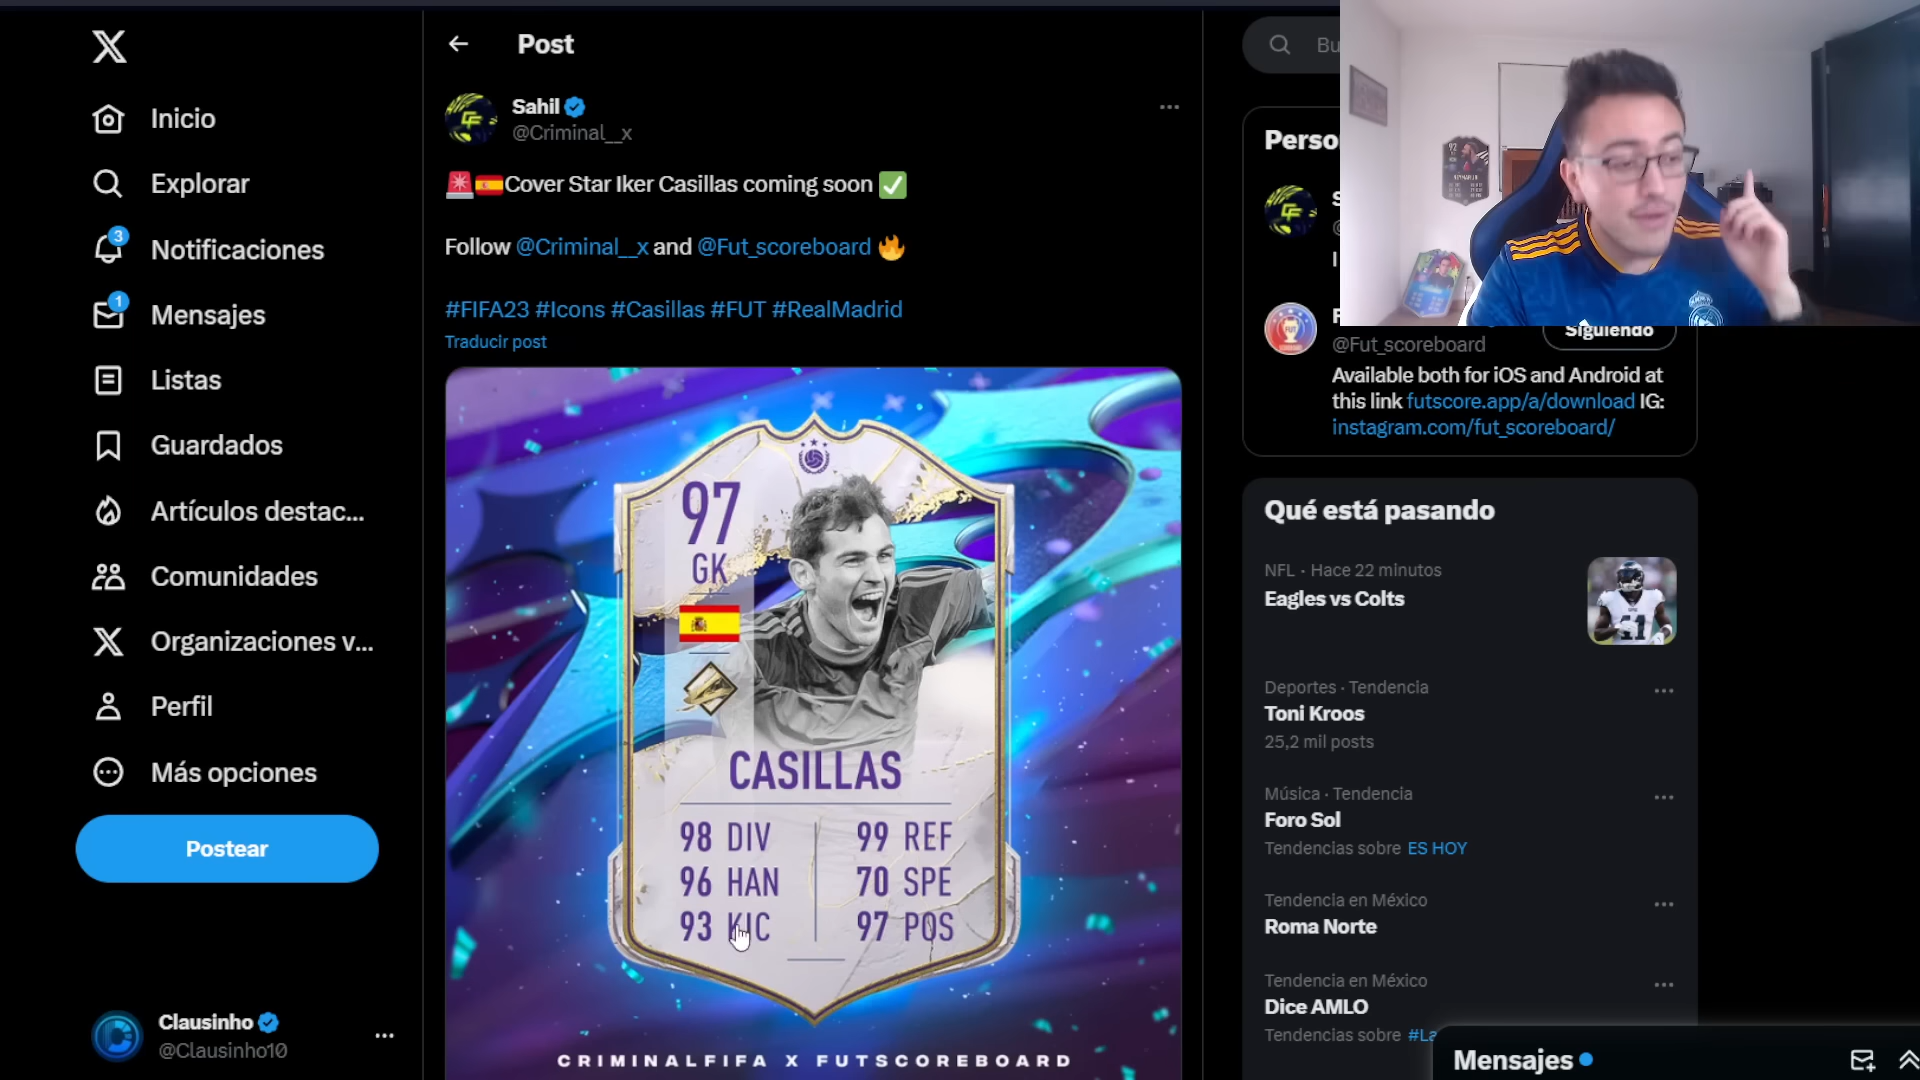 Inicio
Explorar
3
Notificaciones
1
Mensajes
Listas
Guardados
Artículos destac...
Comunidades
Organizaciones v...
Perfil
Más opciones
Postear
Clausinho
@Clausinho10
Post
Sahil
@Criminal__x
Cover Star Iker Casillas coming soon
Follow @Criminal__x and @Fut_scoreboard
#FIFA23 #Icons #Casillas #FUT #RealMadrid
Traducir post
97
GK
CASILLAS
98 DIV 99 REF
96 HAN 70 SPE
93 KIC 97 POS
CRIMINALFIFA X FUTSCOREBOARD
Bu
Perso
Siguiendo
@Fut_scoreboard
Available both for iOS and Android at
this link futscore.app/a/download IG:
instagram.com/fut_scoreboard/
Qué está pasando
NFL · Hace 22 minutos
Eagles vs Colts
Deportes · Tendencia
Toni Kroos
25,2 mil posts
Música · Tendencia
Foro Sol
Tendencias sobre ES HOY
Tendencia en México
Roma Norte
Tendencia en México
Dice AMLO
Tendencias sobre #La
Mensajes